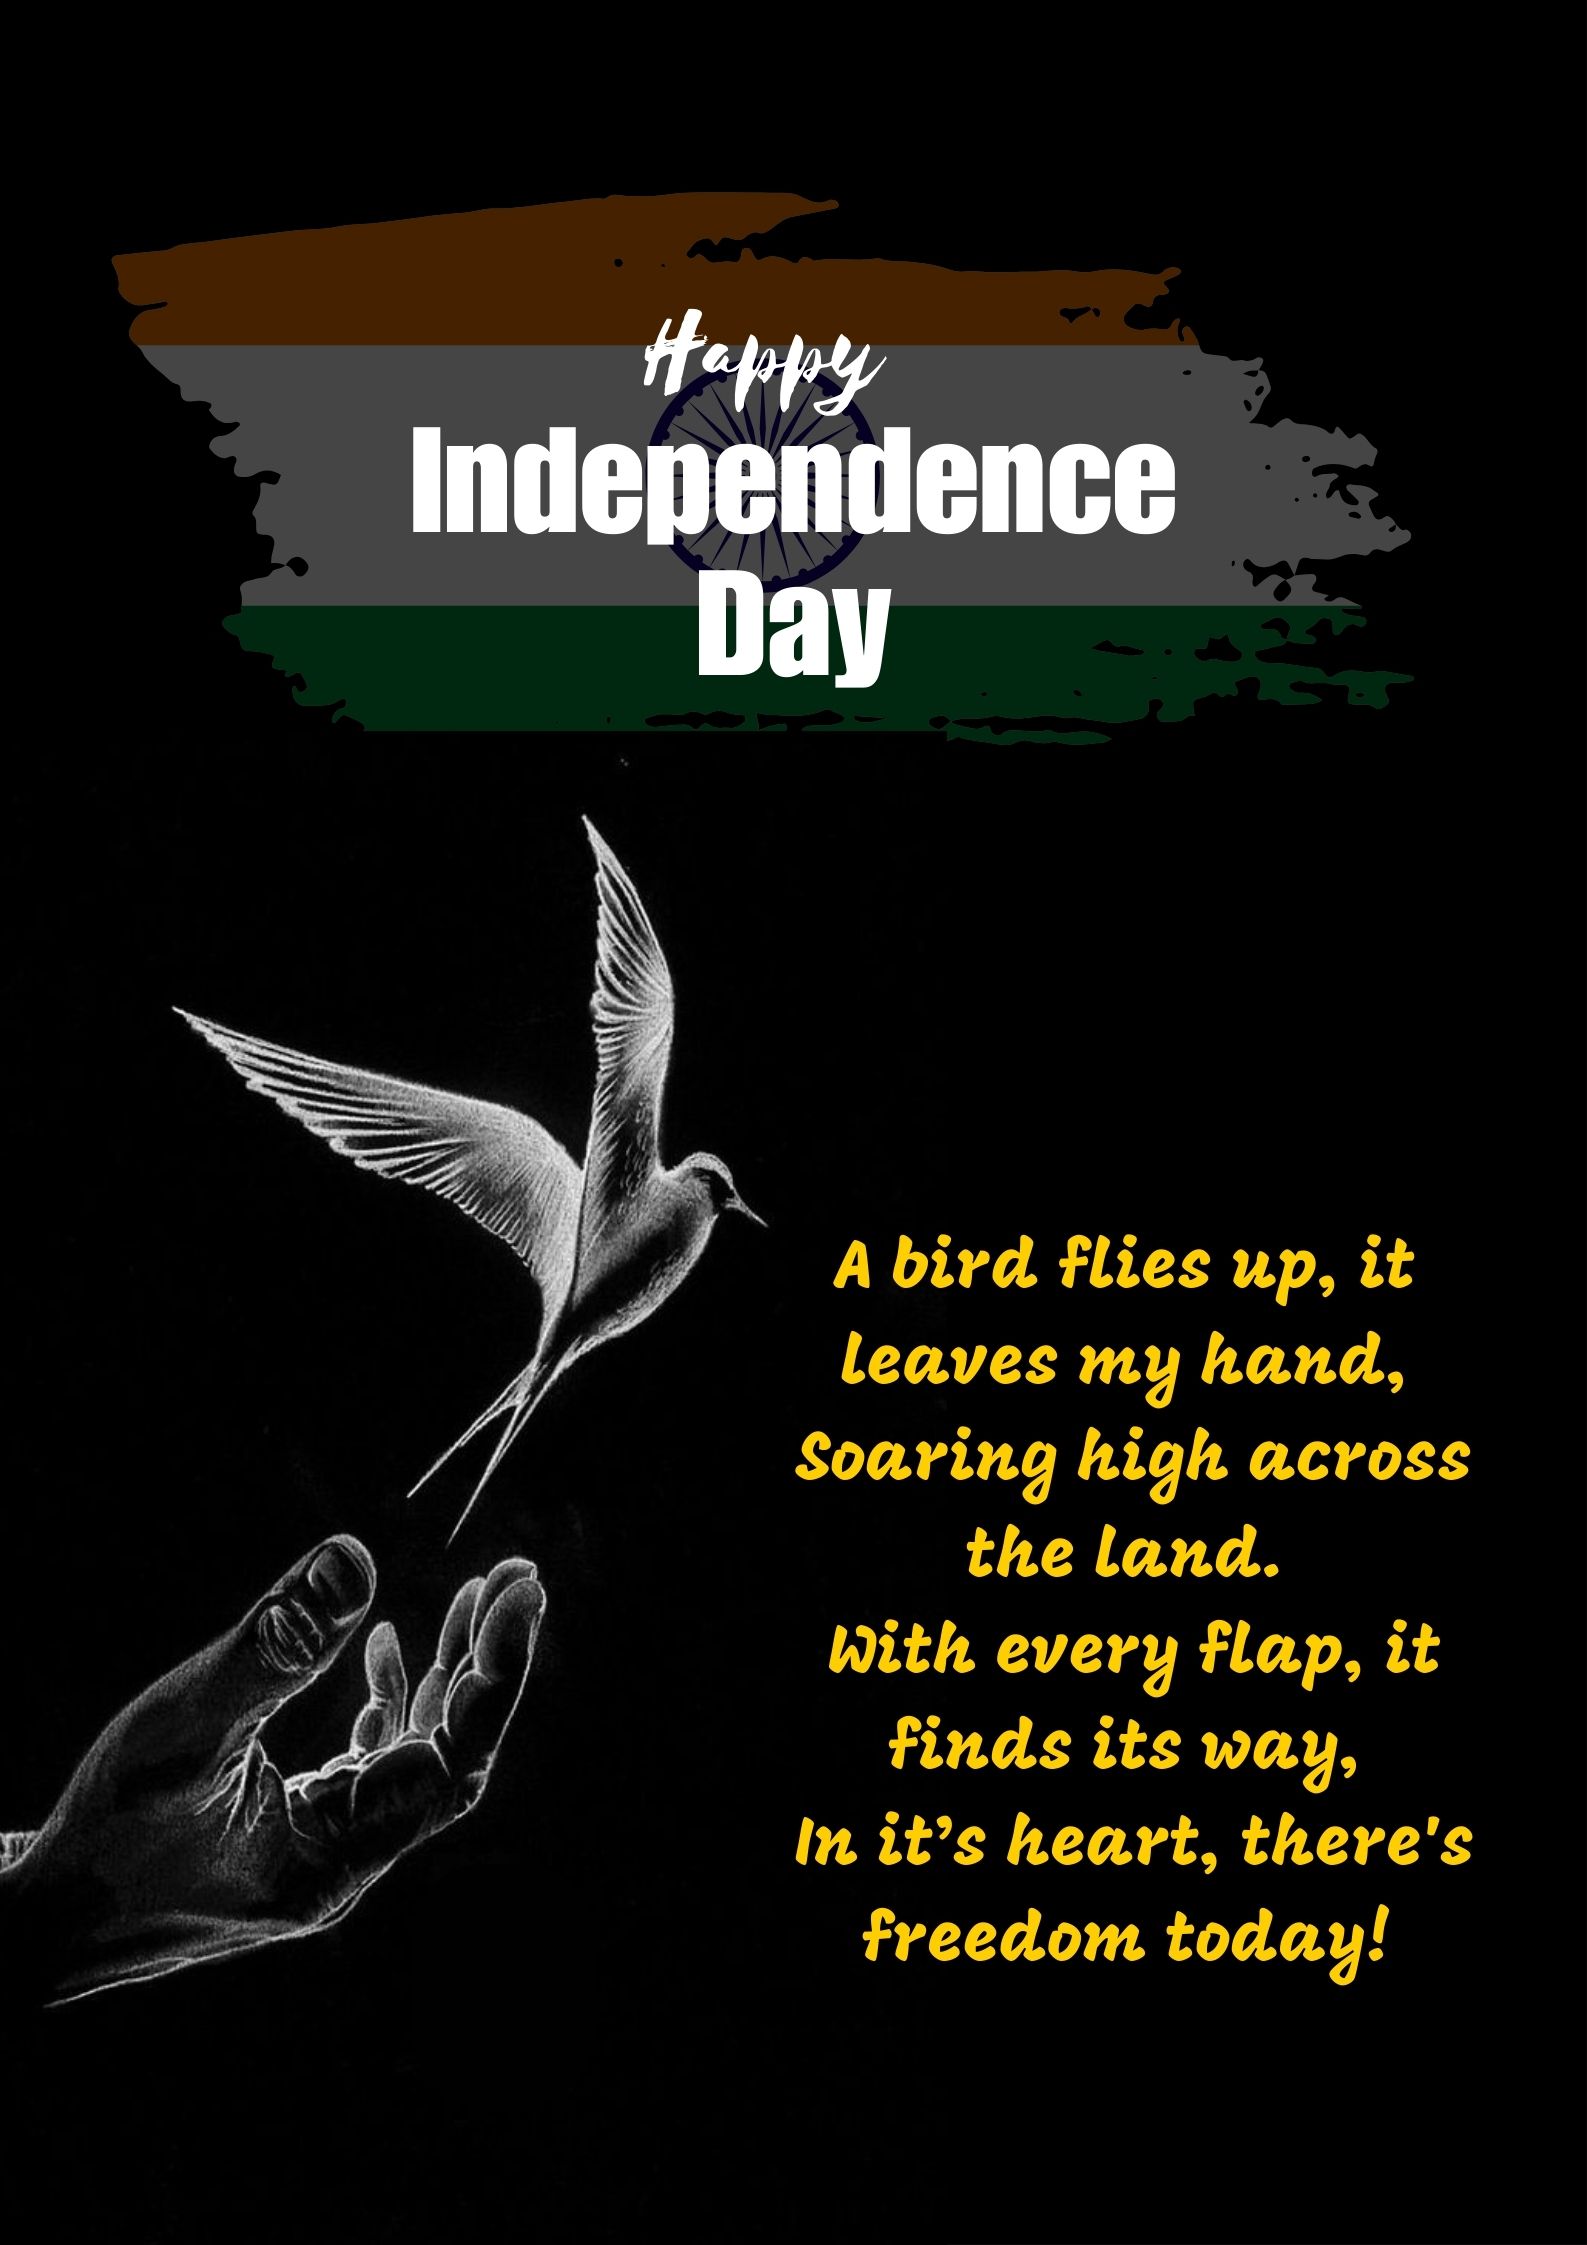 Happy
Independence
Day
A bird flies up, it
leaves my hand,
Soaring high across
the land.
With every flap, it
finds its way,
In it’s heart, there's
freedom today!